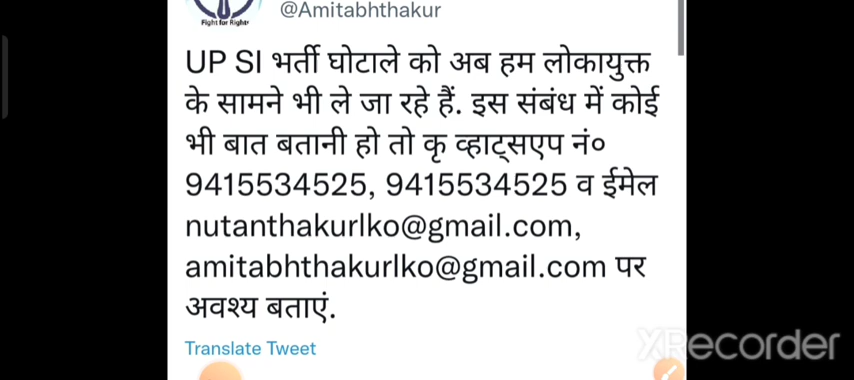 Fight for Rights
@Amitabhthakur
UP SI भर्ती घोटाले को अब हम लोकायुक्त
के सामने भी ले जा रहे हैं. इस संबंध में कोई
भी बात बतानी हो तो कृ व्हाट्सएप नं०
9415534525, 9415534525 व ईमेल
nutanthakurlko@gmail.com,
amitabhthakurlko@gmail.com पर
अवश्य बताएं.
Translate Tweet
XRecorder